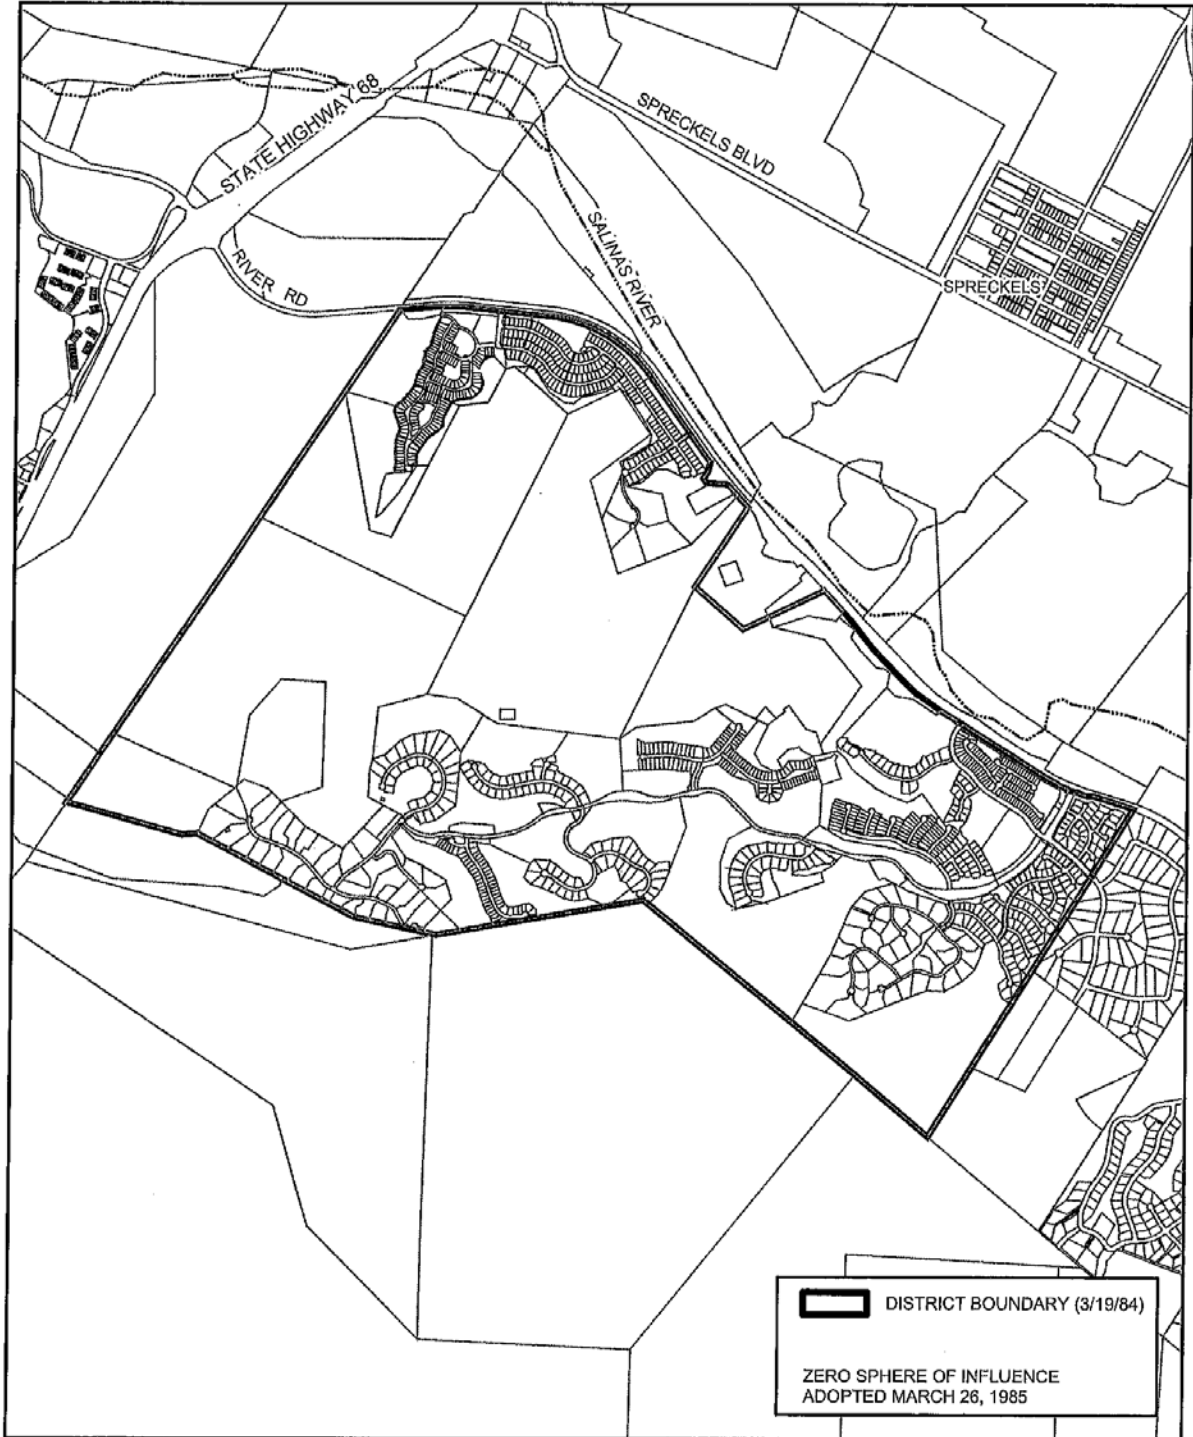 STATE HIGHWAY 68
SPRECKELS BLVD
SALINAS RIVER
RIVER RD
SPRECKELS
DISTRICT BOUNDARY (3/19/84)
ZERO SPHERE OF INFLUENCE
ADOPTED MARCH 26, 1985